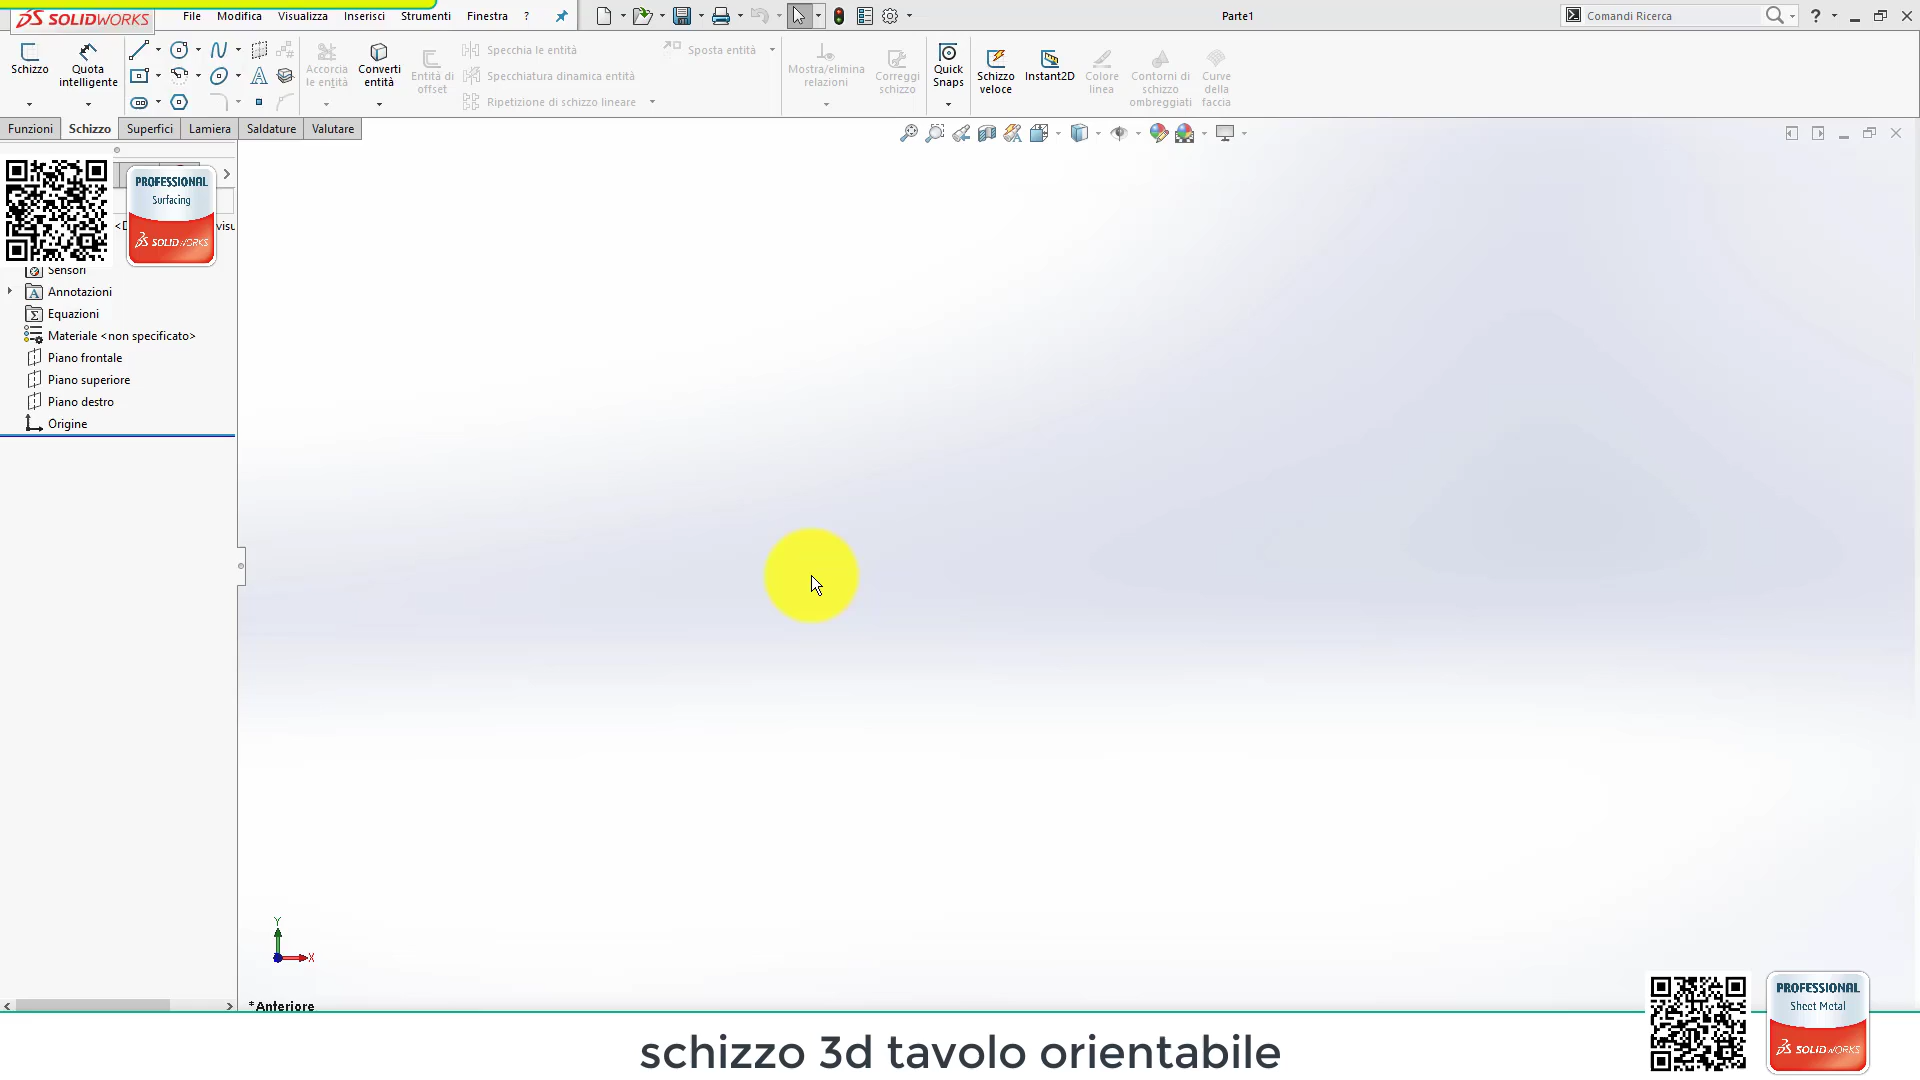 SOLIDWORKS
File Modifica Visualizza Inserisci Strumenti Finestra ?
Parte1
Comandi Ricerca
?
Schizzo
Quota intelligente
Accorcia le entità
Converti entità
Entità di offset
Specchia le entità
Specchiatura dinamica entità
Ripetizione di schizzo lineare
Sposta entità
Mostra/elimina relazioni
Correggi schizzo
Quick Snaps
Schizzo veloce
Instant2D
Colore linea
Contorni di schizzo ombreggiati
Curve della faccia
Funzioni Schizzo Superfici Lamiera Saldature Valutare
PROFESSIONAL
Surfacing
SOLIDWORKS
Sensori
Annotazioni
Equazioni
Materiale <non specificato>
Piano frontale
Piano superiore
Piano destro
Origine
Y
X
*Anteriore
schizzo 3d tavolo orientabile
PROFESSIONAL
Sheet Metal
SOLIDWORKS